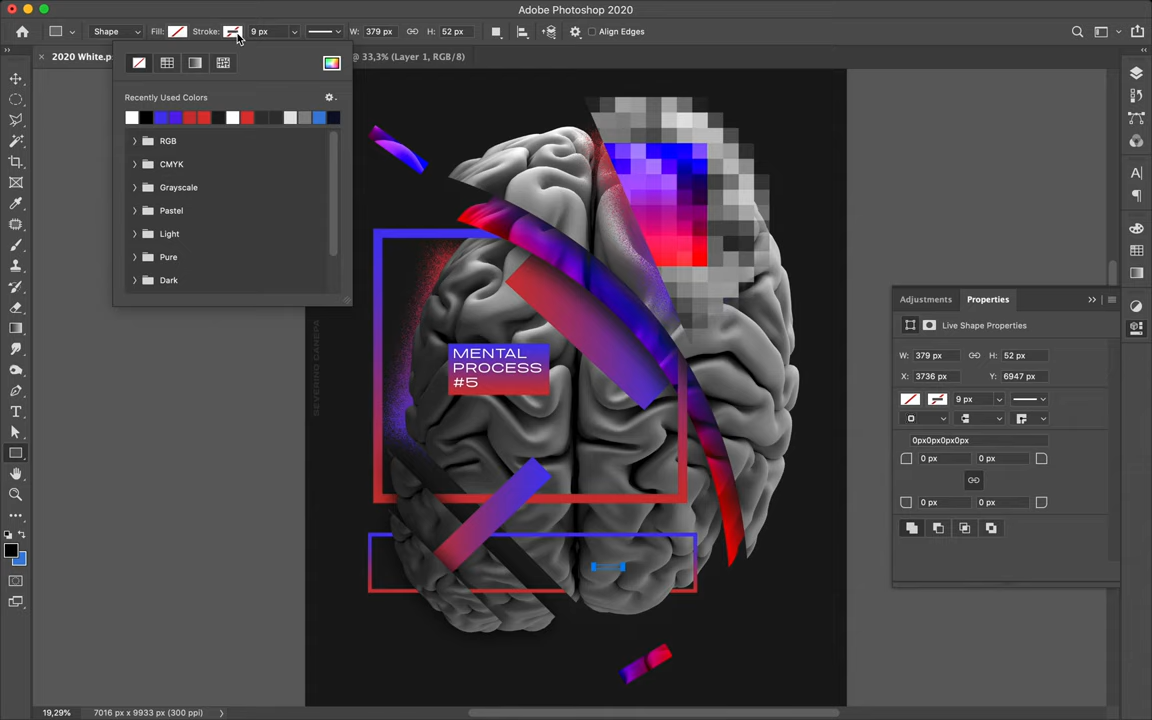 Adobe Photoshop 2020
Shape Fill: Stroke: 9 px W: 379 px H: 52 px Align Edges
2020 White.p @ 33,3% (Layer 1, RGB/8)
Recently Used Colors
RGB
CMYK
Grayscale
Pastel
Light
Pure
Dark
MENTAL
PROCESS
#5
Adjustments Properties
Live Shape Properties
W: 379 px H: 52 px
X: 3736 px Y: 6947 px
9 px
0px0px0px0px
0 px 0 px
0 px 0 px
19,29% 7016 px x 9933 px (300 ppi)